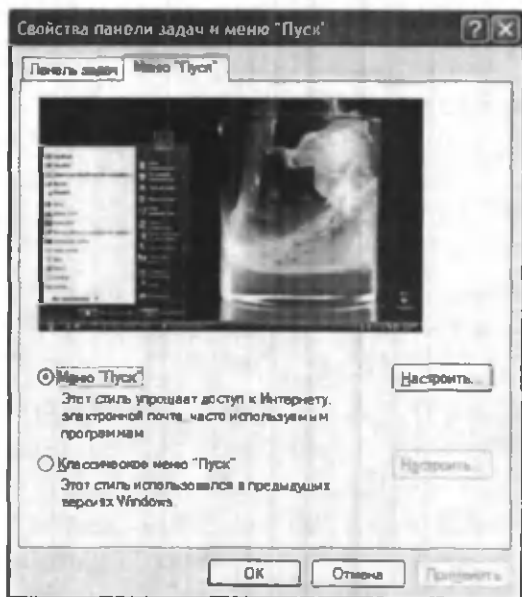 Свойства панели задач и меню "Пуск"
Панель задач
Меню "Пуск"
Меню "Пуск"
Настроить...
Этот стиль упрощает доступ к Интернету,
электронной почте, часто используемым
программам
Классическое меню "Пуск"
Настроить...
Этот стиль использовался в предыдущих
версиях Windows.
ОК
Отмена
Применить